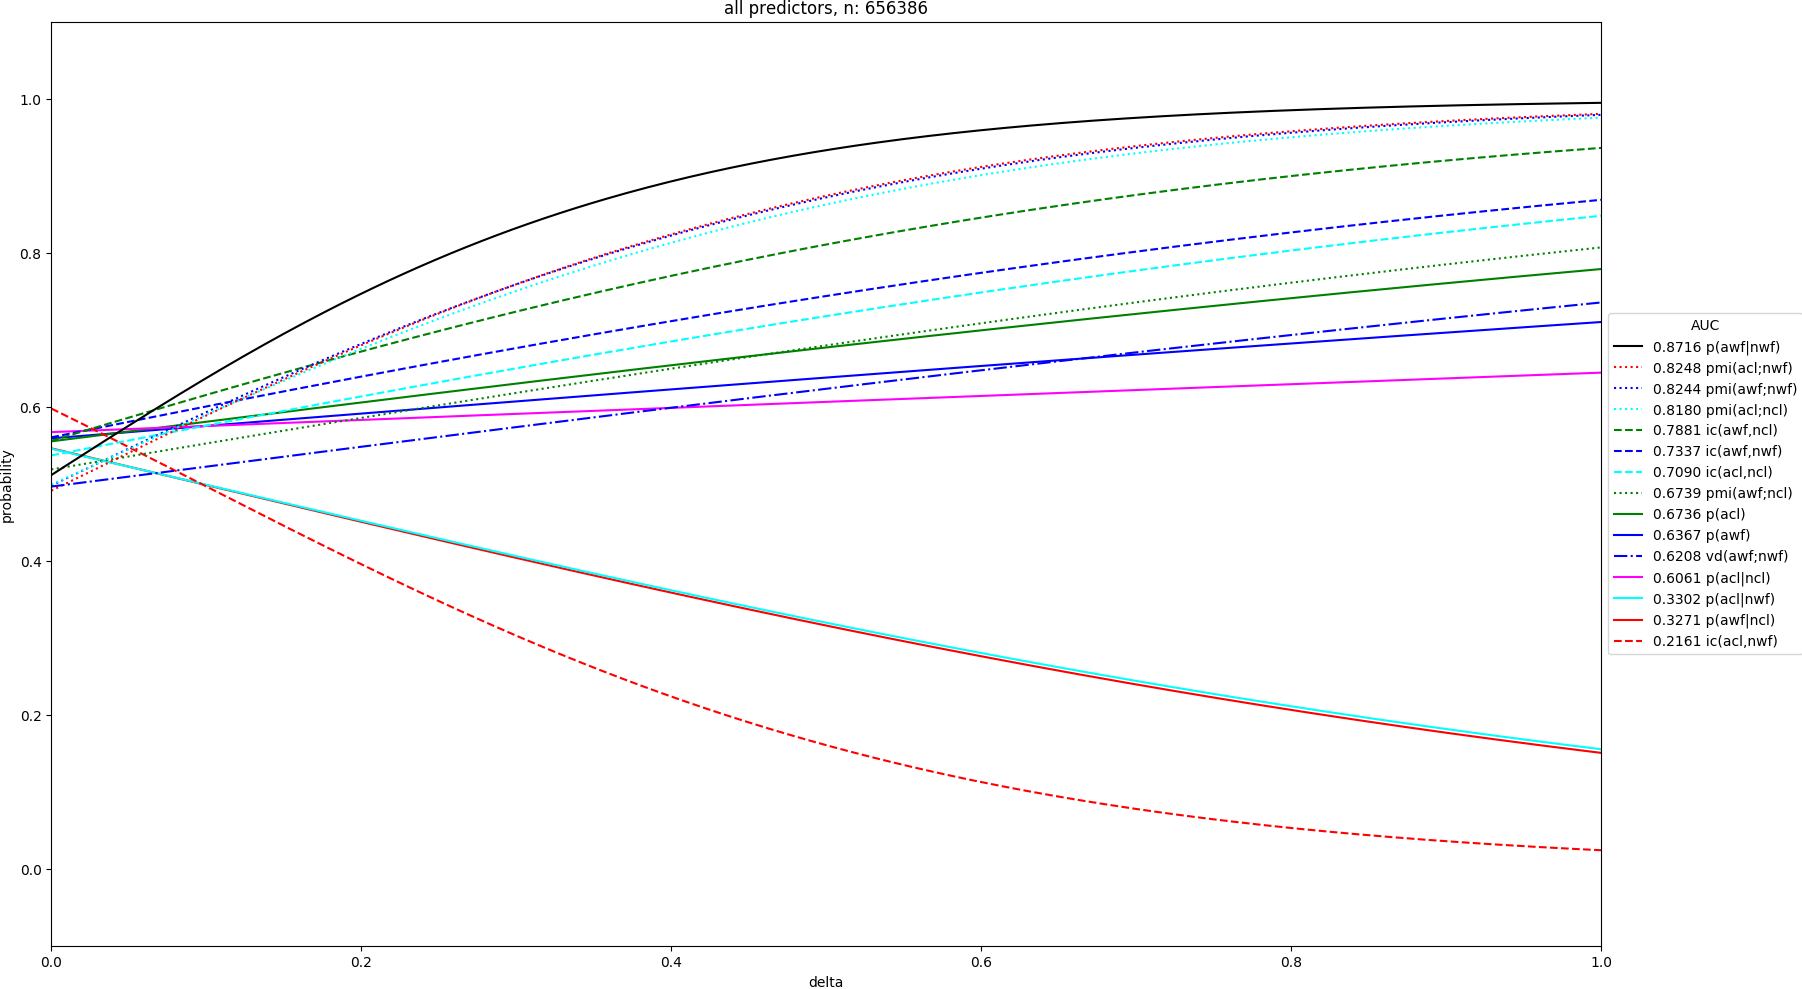 all predictors, n: 656386
1.0
0.8
0.6
0.4
0.2
0.0
probability
0.0 0.2 0.4 0.6 0.8 1.0
delta
AUC
0.8716 p(awf|nwf)
0.8248 pmi(acl;nwf)
0.8244 pmi(awf;nwf)
0.8180 pmi(acl;ncl)
0.7881 ic(awf,ncl)
0.7337 ic(awf,nwf)
0.7090 ic(acl,ncl)
0.6739 pmi(awf;ncl)
0.6736 p(acl)
0.6367 p(awf)
0.6208 vd(awf;nwf)
0.6061 p(acl|ncl)
0.3302 p(acl|nwf)
0.3271 p(awf|ncl)
0.2161 ic(acl,nwf)